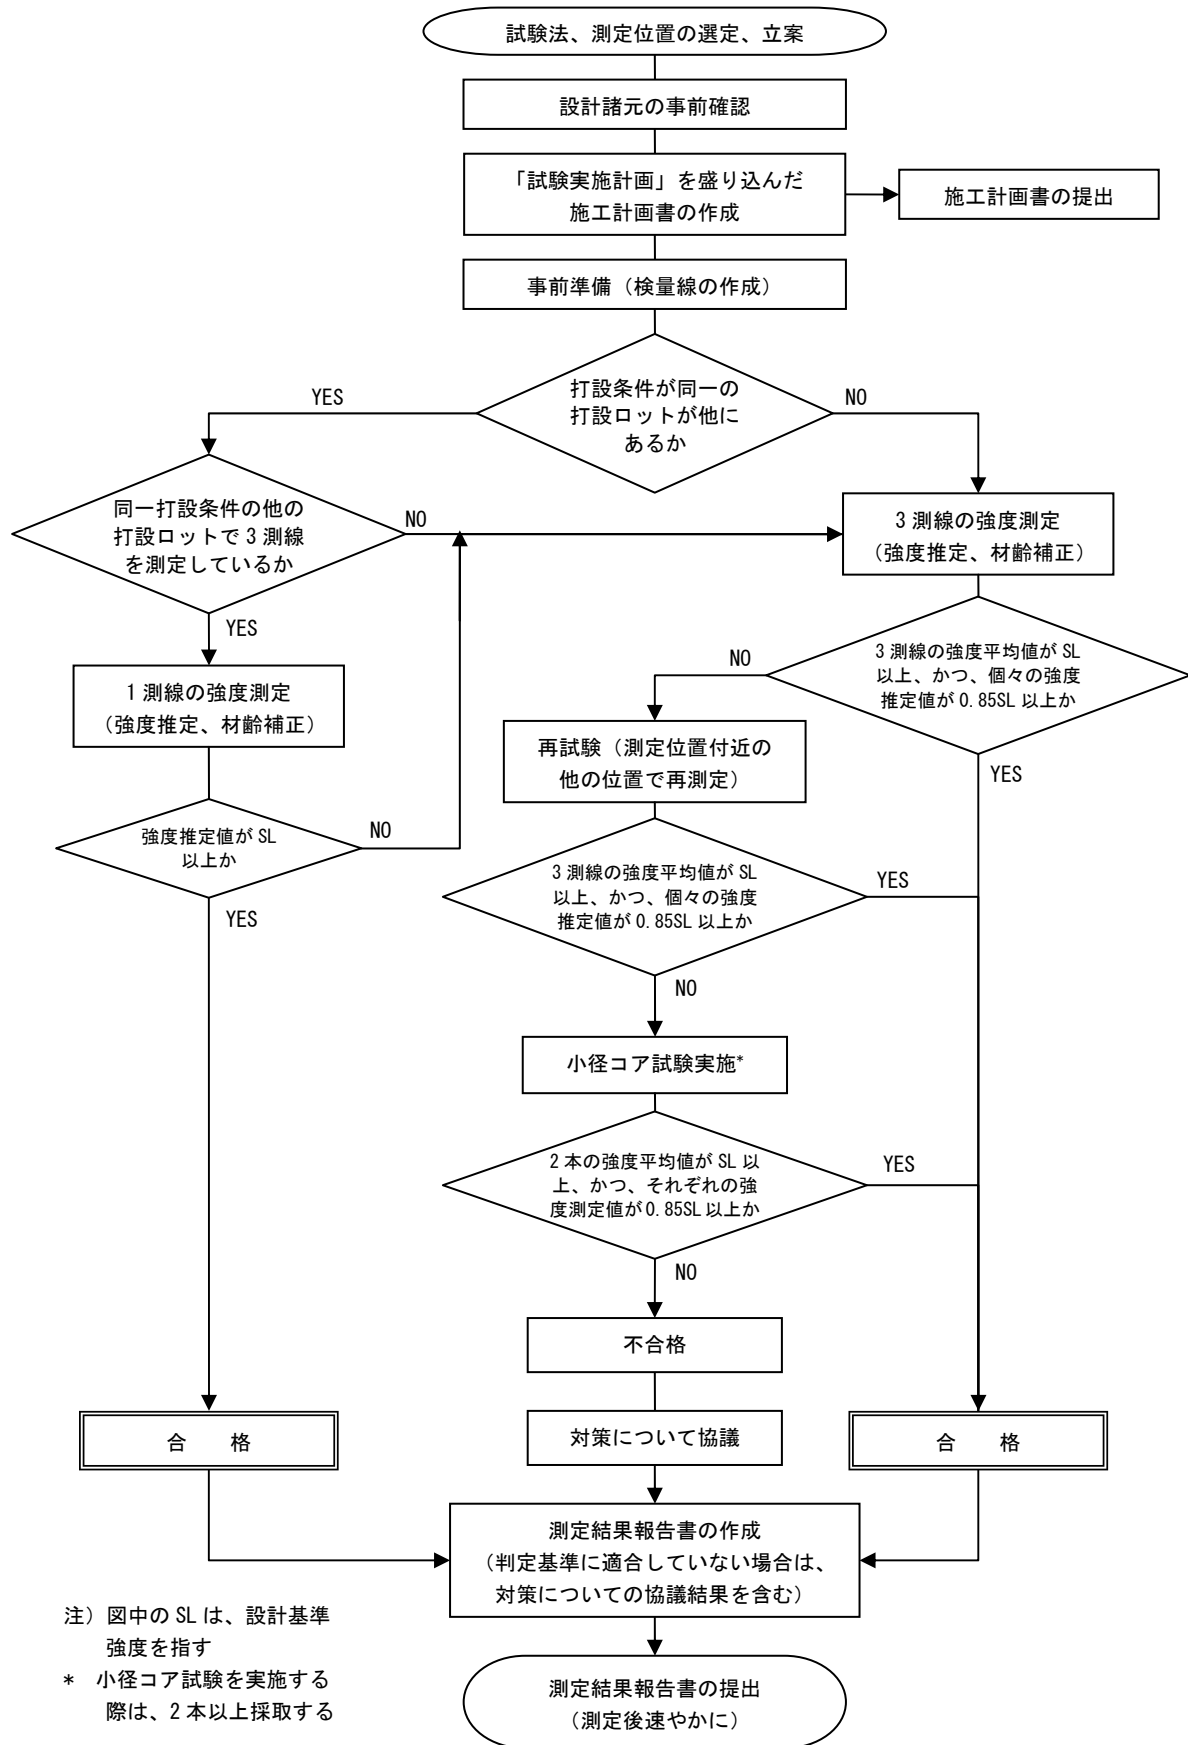 試験法、測定位置の選定、立案
設計諸元の事前確認
「試験実施計画」を盛り込んだ
施工計画書の作成
施工計画書の提出
事前準備（検量線の作成）
打設条件が同一の
打設ロットが他に
あるか
YES
NO
同一打設条件の他の
打設ロットで3測線
を測定しているか
NO
YES
3測線の強度測定
（強度推定、材齢補正）
1測線の強度測定
（強度推定、材齢補正）
3測線の強度平均値がSL
以上、かつ、個々の強度
推定値が0.85SL以上か
NO
YES
再試験（測定位置付近の
他の位置で再測定）
強度推定値がSL
以上か
NO
YES
3測線の強度平均値がSL
以上、かつ、個々の強度
推定値が0.85SL以上か
YES
NO
小径コア試験実施*
2本の強度平均値がSL以
上、かつ、それぞれの強
度測定値が0.85SL以上か
YES
NO
不合格
対策について協議
合　　格
合　　格
測定結果報告書の作成
（判定基準に適合していない場合は、
対策についての協議結果を含む）
測定結果報告書の提出
（測定後速やかに）
注）図中のSLは、設計基準
強度を指す
*　小径コア試験を実施する
際は、2本以上採取する